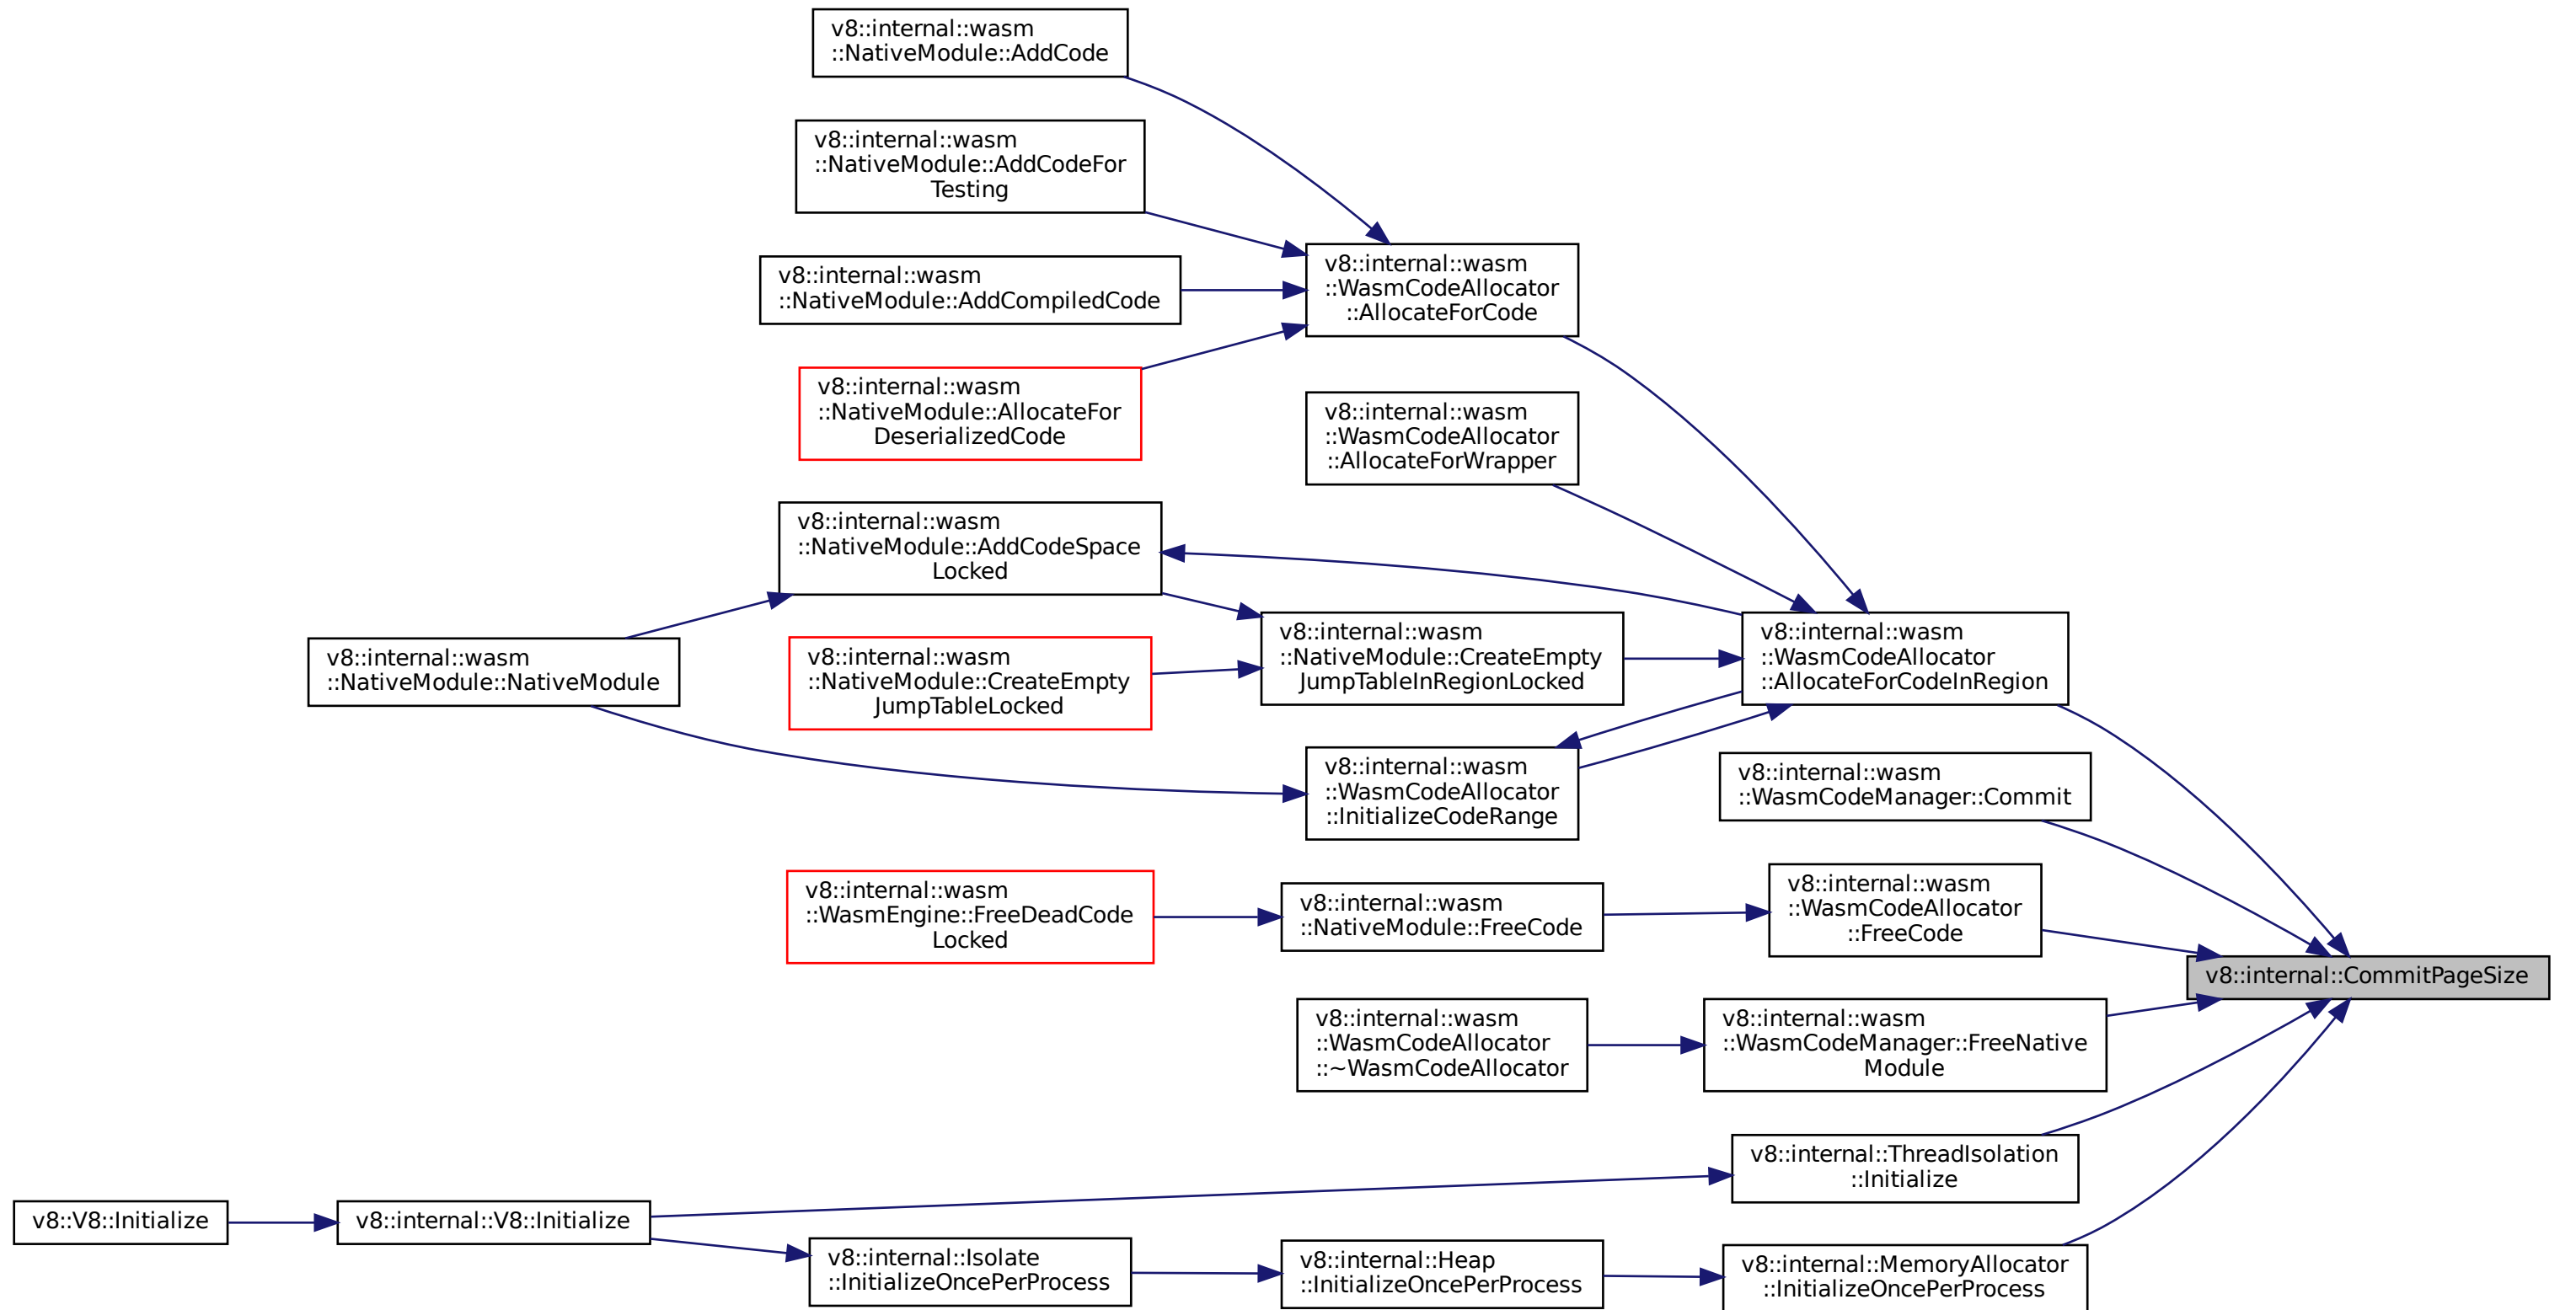 v8::internal::wasm
::NativeModule::AddCode
v8::internal::wasm
::NativeModule::AddCodeFor
Testing
v8::internal::wasm
::NativeModule::AddCompiledCode
v8::internal::wasm
::WasmCodeAllocator
::AllocateForCode
v8::internal::wasm
::NativeModule::AllocateFor
DeserializedCode
v8::internal::wasm
::WasmCodeAllocator
::AllocateForWrapper
v8::internal::wasm
::NativeModule::AddCodeSpace
Locked
v8::internal::wasm
::NativeModule::NativeModule
v8::internal::wasm
::NativeModule::CreateEmpty
JumpTableLocked
v8::internal::wasm
::NativeModule::CreateEmpty
JumpTableInRegionLocked
v8::internal::wasm
::WasmCodeAllocator
::AllocateForCodeInRegion
v8::internal::wasm
::WasmCodeAllocator
::InitializeCodeRange
v8::internal::wasm
::WasmCodeManager::Commit
v8::internal::wasm
::WasmEngine::FreeDeadCode
Locked
v8::internal::wasm
::NativeModule::FreeCode
v8::internal::wasm
::WasmCodeAllocator
::FreeCode
v8::internal::CommitPageSize
v8::internal::wasm
::WasmCodeAllocator
::~WasmCodeAllocator
v8::internal::wasm
::WasmCodeManager::FreeNative
Module
v8::internal::ThreadIsolation
::Initialize
v8::V8::Initialize
v8::internal::V8::Initialize
v8::internal::Isolate
::InitializeOncePerProcess
v8::internal::Heap
::InitializeOncePerProcess
v8::internal::MemoryAllocator
::InitializeOncePerProcess